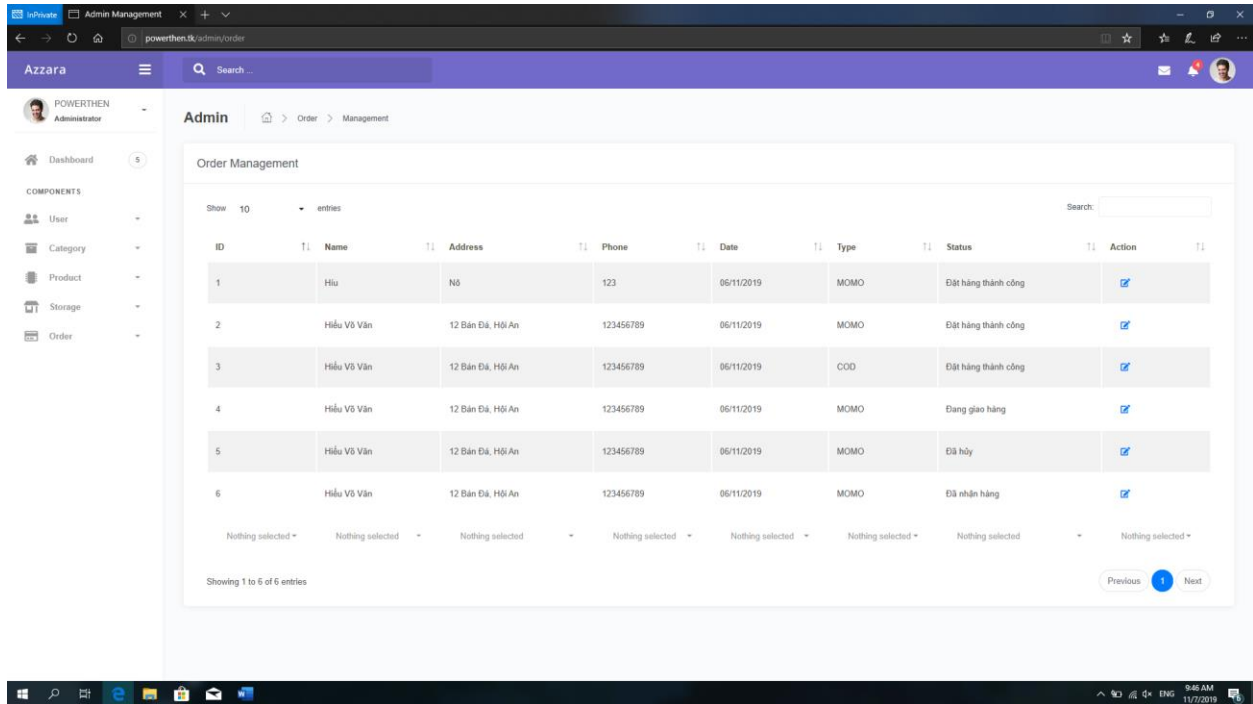 InPrivate Admin Management
powerthen.tk/admin/order
Azzara Search ... 4
POWERTHEN
Administrator
Admin > Order > Management
Dashboard 5
COMPONENTS
User
Category
Product
Storage
Order
Order Management
Show 10 entries Search:
ID Name Address Phone Date Type Status Action
1 Híu Nô 123 06/11/2019 MOMO Đặt hàng thành công
2 Hiếu Võ Văn 12 Bàn Đá, Hội An 123456789 06/11/2019 MOMO Đặt hàng thành công
3 Hiếu Võ Văn 12 Bàn Đá, Hội An 123456789 06/11/2019 COD Đặt hàng thành công
4 Hiếu Võ Văn 12 Bàn Đá, Hội An 123456789 06/11/2019 MOMO Đang giao hàng
5 Hiếu Võ Văn 12 Bàn Đá, Hội An 123456789 06/11/2019 MOMO Đã hủy
6 Hiếu Võ Văn 12 Bàn Đá, Hội An 123456789 06/11/2019 MOMO Đã nhận hàng
Nothing selected Nothing selected Nothing selected Nothing selected Nothing selected Nothing selected Nothing selected Nothing selected
Showing 1 to 6 of 6 entries Previous 1 Next
ENG 9:46 AM
11/7/2019 6